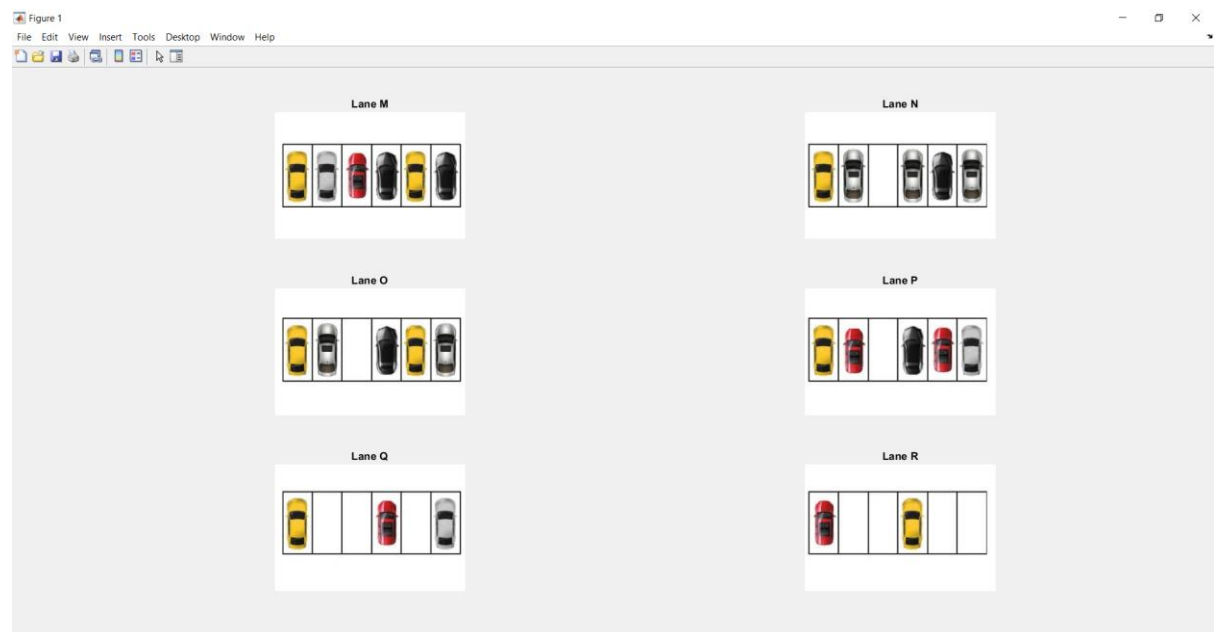 Figure 1
File Edit View Insert Tools Desktop Window Help
Lane M
Lane N
Lane O
Lane P
Lane Q
Lane R